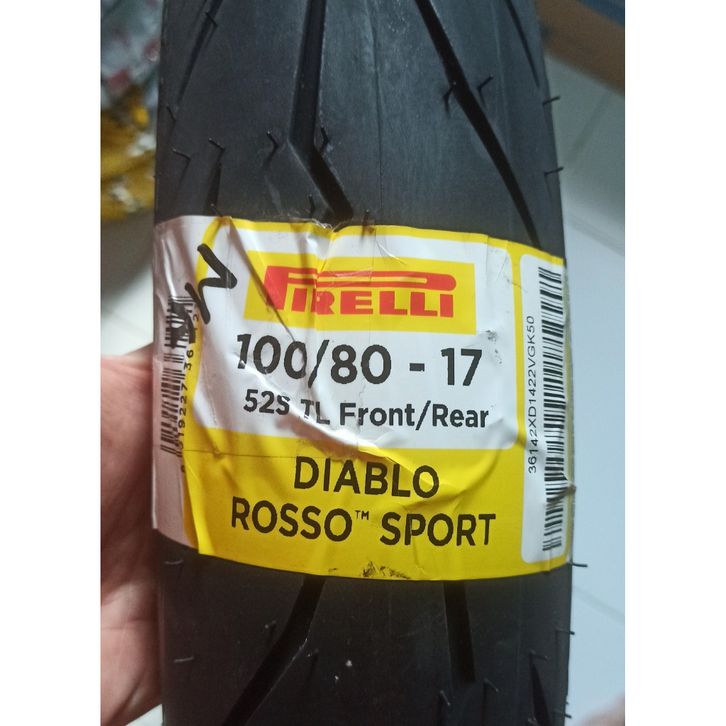 PIRELLI
100/80 - 17
52S TL Front/Rear
DIABLO
ROSSO™ SPORT
36142XD1422VGK50